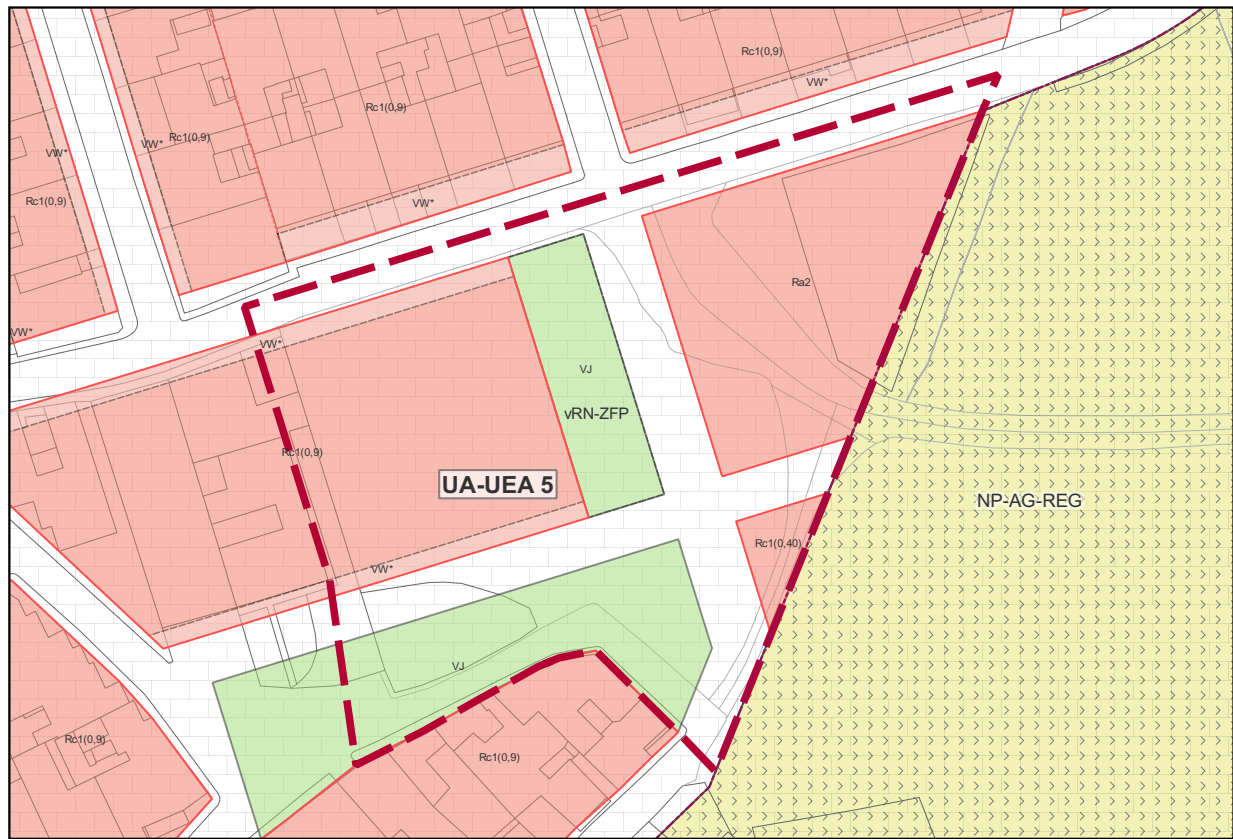 Rc1(0,9)
VW*
Rc1(0,9)
Rc1(0,9)
VW*
VW*
Rc1(0,9)
VW*
Ra2
VW*
VW*
VJ
vRN-ZFP
Rc1(0,9)
UA-UEA 5
NP-AG-REG
Rc1(0,40)
VW*
VJ
Rc1(0,9)
Rc1(0,9)